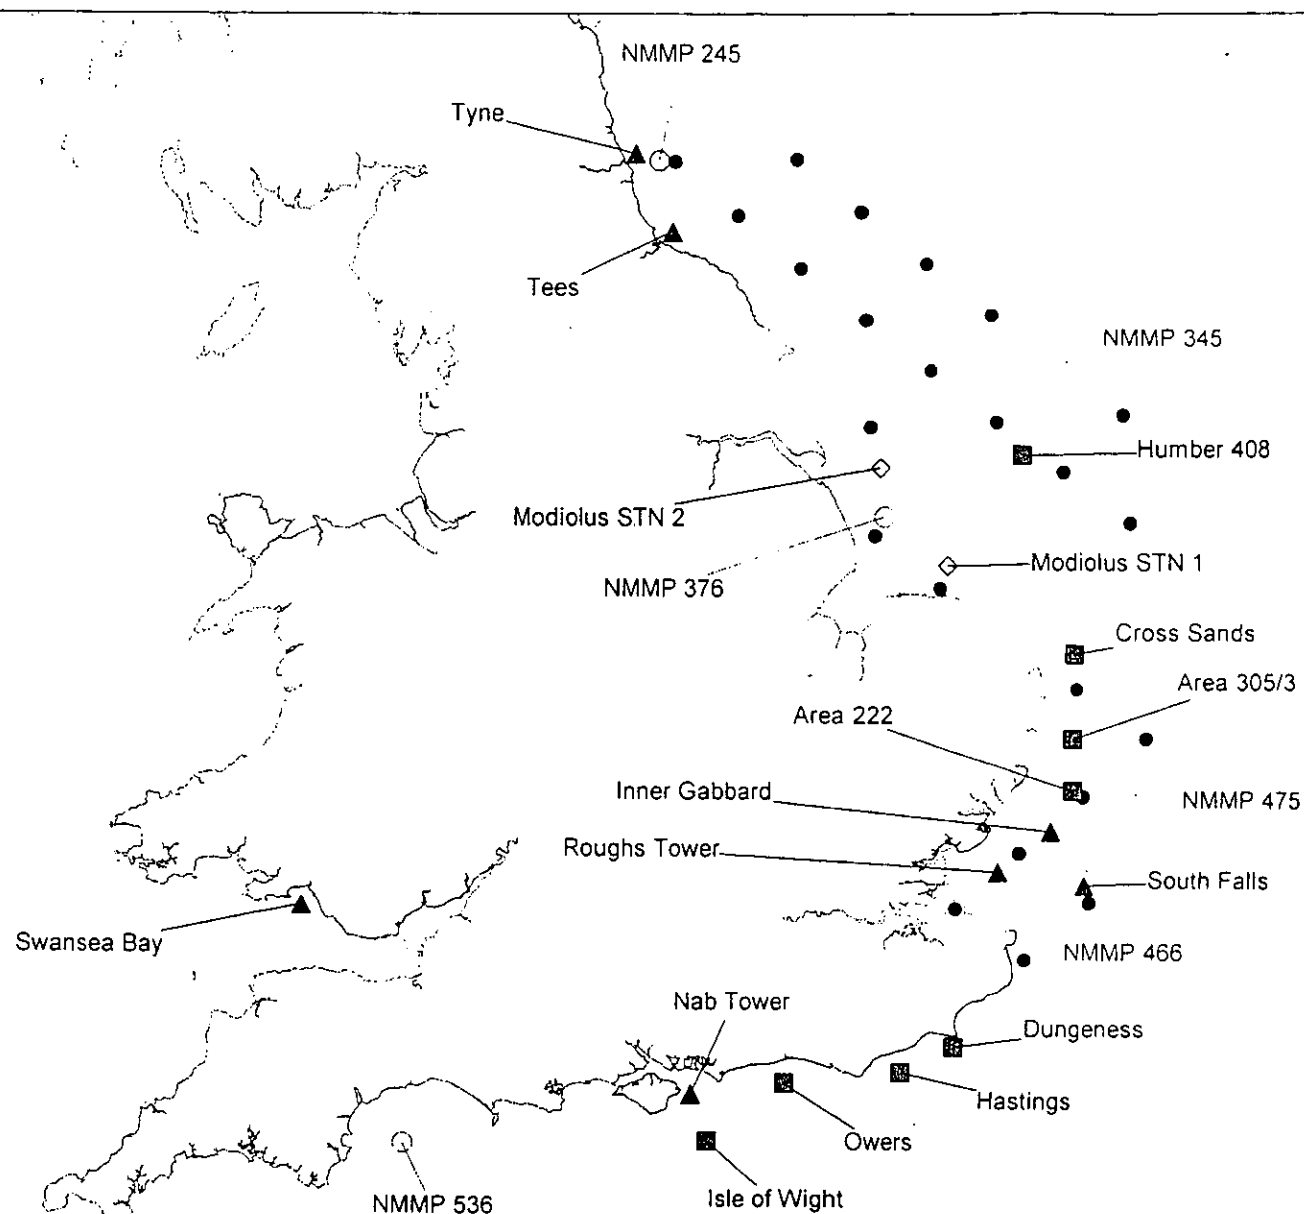 NMMP 245
Tyne
Tees
NMMP 345
Humber 408
Modiolus STN 2
Modiolus STN 1
NMMP 376
Cross Sands
Area 305/3
Area 222
Inner Gabbard
NMMP 475
Roughs Tower
South Falls
Swansea Bay
NMMP 466
Nab Tower
Dungeness
Hastings
Owers
NMMP 536
Isle of Wight